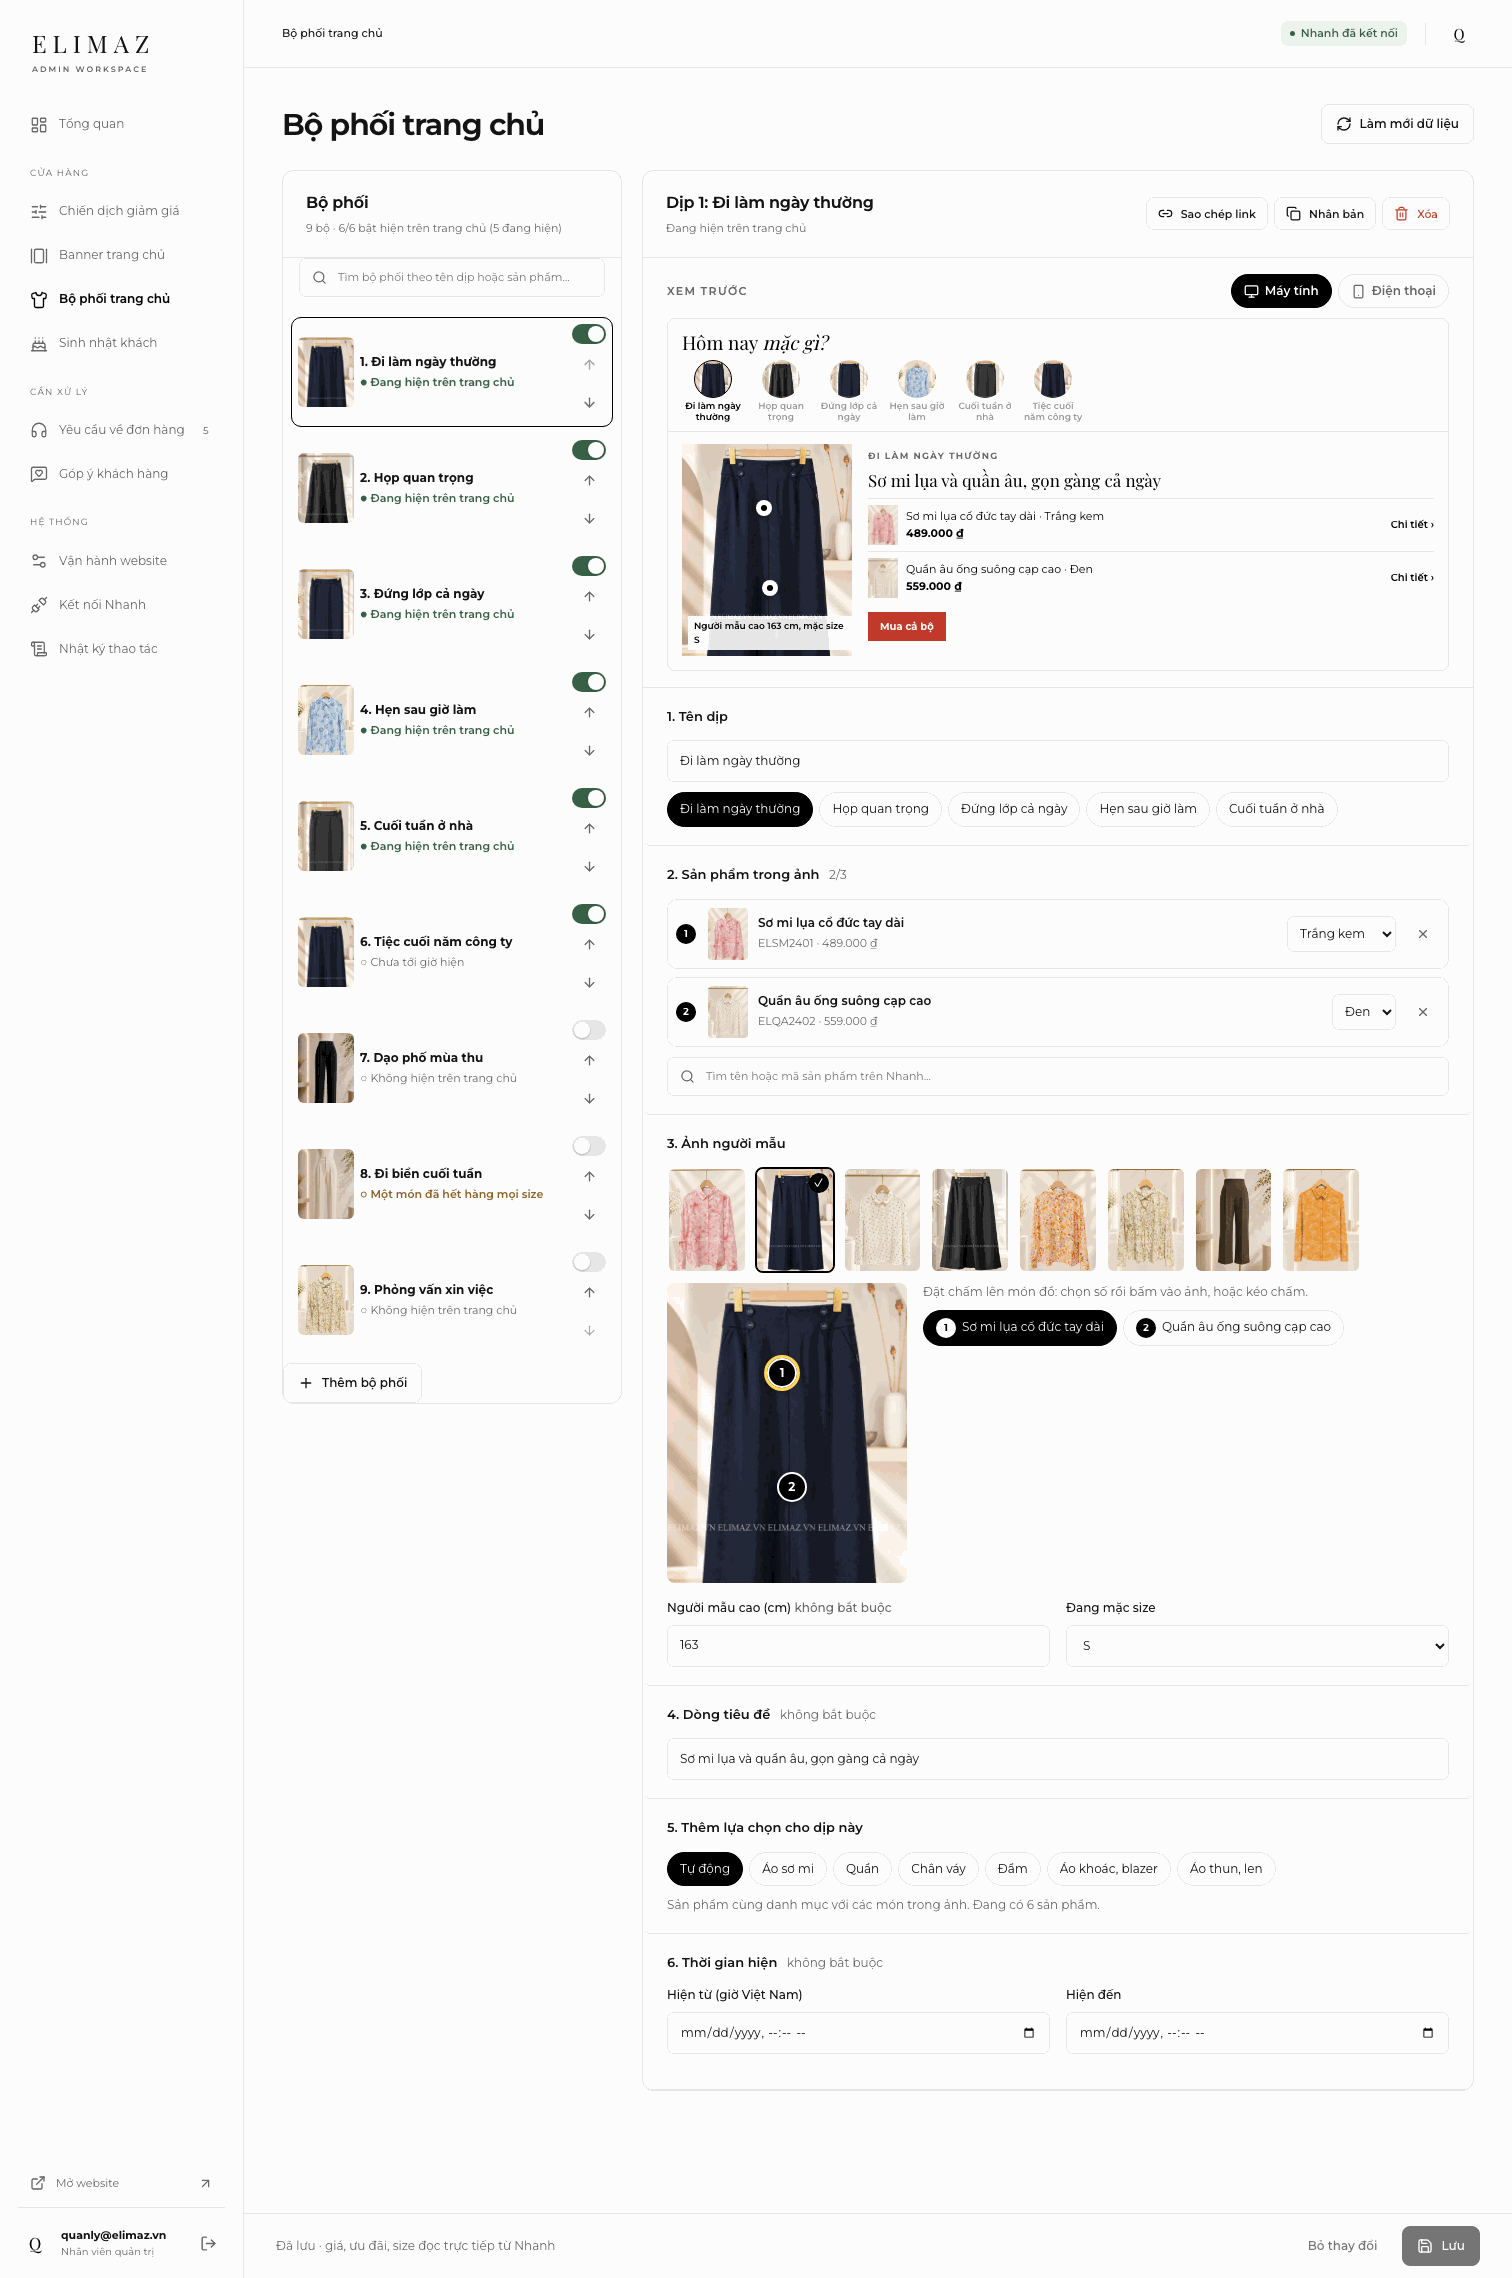 ELIMAZ
ADMIN WORKSPACE
Tổng quan
CỬA HÀNG
Chiến dịch giảm giá
Banner trang chủ
Bộ phối trang chủ
Sinh nhật khách
CẦN XỬ LÝ
Yêu cầu về đơn hàng 5
Góp ý khách hàng
HỆ THỐNG
Vận hành website
Kết nối Nhanh
Nhật ký thao tác
Mở website
Q
quanly@elimaz.vn
Nhân viên quản trị
Bộ phối trang chủ
Nhanh đã kết nối
Q
Bộ phối trang chủ
Làm mới dữ liệu
Bộ phối
9 bộ · 6/6 bật hiện trên trang chủ (5 đang hiện)
Tìm bộ phối theo tên dịp hoặc sản phẩm...
1. Đi làm ngày thường
Đang hiện trên trang chủ
2. Họp quan trọng
Đang hiện trên trang chủ
3. Đứng lớp cả ngày
Đang hiện trên trang chủ
4. Hẹn sau giờ làm
Đang hiện trên trang chủ
5. Cuối tuần ở nhà
Đang hiện trên trang chủ
6. Tiệc cuối năm công ty
Chưa tới giờ hiện
7. Dạo phố mùa thu
Không hiện trên trang chủ
8. Đi biển cuối tuần
Một món đã hết hàng mọi size
9. Phỏng vấn xin việc
Không hiện trên trang chủ
Thêm bộ phối
Dịp 1: Đi làm ngày thường
Đang hiện trên trang chủ
Sao chép link
Nhân bản
Xóa
XEM TRƯỚC
Máy tính
Điện thoại
Hôm nay mặc gì?
Đi làm ngày thường
Họp quan trọng
Đứng lớp cả ngày
Hẹn sau giờ làm
Cuối tuần ở nhà
Tiệc cuối năm công ty
Người mẫu cao 163 cm, mặc size S
ĐI LÀM NGÀY THƯỜNG
Sơ mi lụa và quần âu, gọn gàng cả ngày
Sơ mi lụa cổ đức tay dài · Trắng kem
489.000 ₫
Chi tiết ›
Quần âu ống suông cạp cao · Đen
559.000 ₫
Chi tiết ›
Mua cả bộ
1. Tên dịp
Đi làm ngày thường
Đi làm ngày thường
Họp quan trọng
Đứng lớp cả ngày
Hẹn sau giờ làm
Cuối tuần ở nhà
2. Sản phẩm trong ảnh 2/3
1
Sơ mi lụa cổ đức tay dài
ELSM2401 · 489.000 ₫
Trắng kem
2
Quần âu ống suông cạp cao
ELQA2402 · 559.000 ₫
Đen
Tìm tên hoặc mã sản phẩm trên Nhanh...
3. Ảnh người mẫu
1
2
ELIMAZ.VN ELIMAZ.VN ELIMAZ.VN
Đặt chấm lên món đồ: chọn số rồi bấm vào ảnh, hoặc kéo chấm.
1 Sơ mi lụa cổ đức tay dài
2 Quần âu ống suông cạp cao
Người mẫu cao (cm) không bắt buộc
163
Đang mặc size
S
4. Dòng tiêu đề không bắt buộc
Sơ mi lụa và quần âu, gọn gàng cả ngày
5. Thêm lựa chọn cho dịp này
Tự động
Áo sơ mi
Quần
Chân váy
Đầm
Áo khoác, blazer
Áo thun, len
Sản phẩm cùng danh mục với các món trong ảnh. Đang có 6 sản phẩm.
6. Thời gian hiện không bắt buộc
Hiện từ (giờ Việt Nam)
mm/dd/yyyy, --:-- --
Hiện đến
mm/dd/yyyy, --:-- --
Đã lưu · giá, ưu đãi, size đọc trực tiếp từ Nhanh
Bỏ thay đổi
Lưu